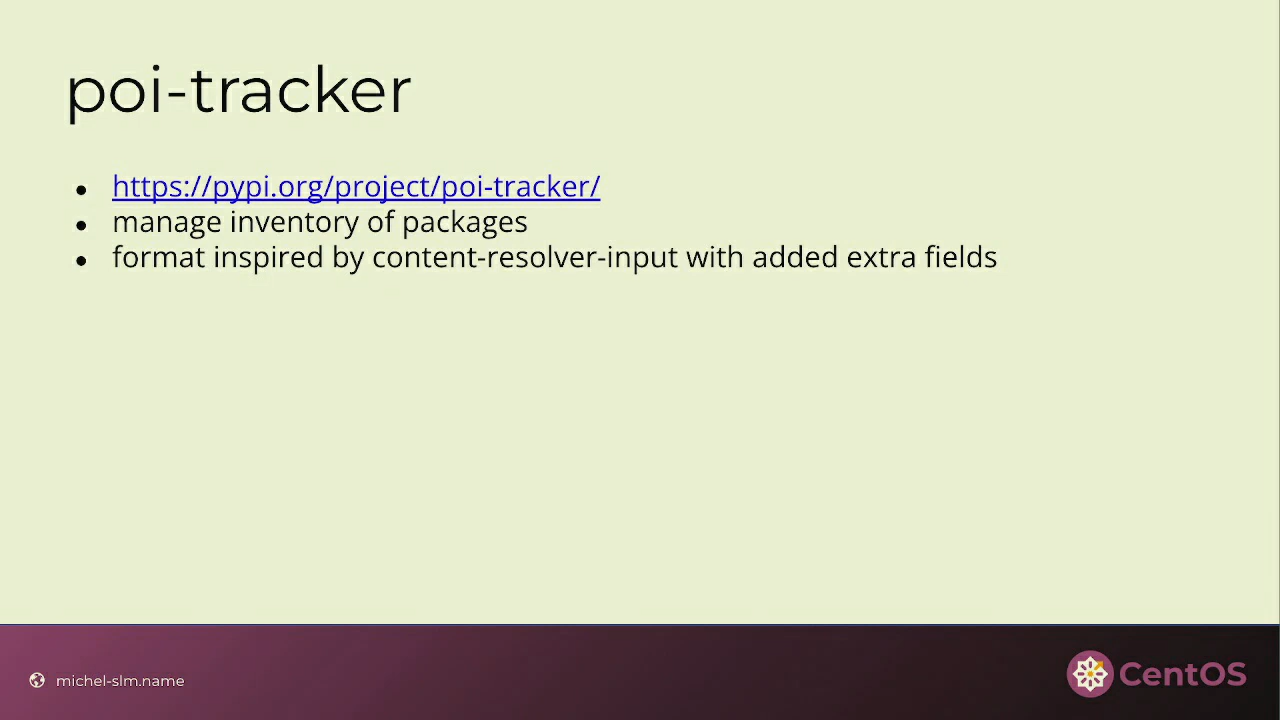 poi-tracker
https://pypi.org/project/poi-tracker/
manage inventory of packages
format inspired by content-resolver-input with added extra fields
michel-slm.name
CentOS